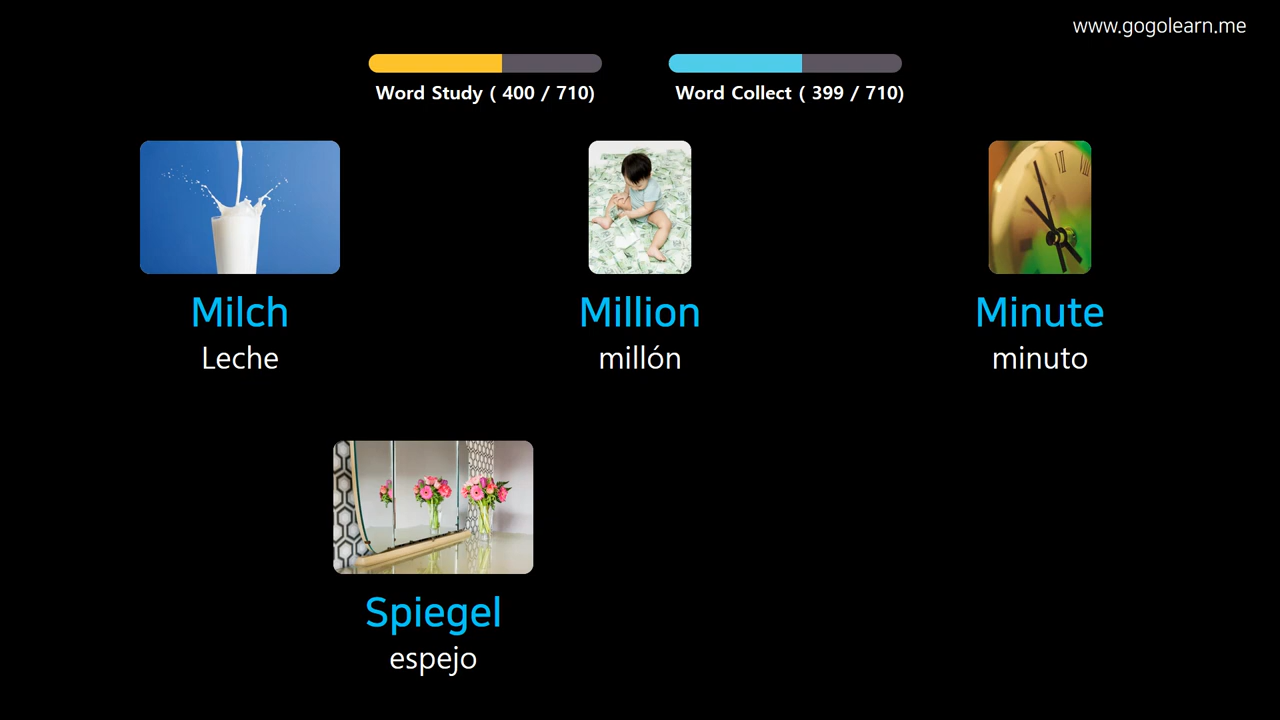 www.gogolearn.me
Word Study ( 400 / 710)
Word Collect ( 399 / 710)
Milch
Leche
Million
millón
Minute
minuto
Spiegel
espejo